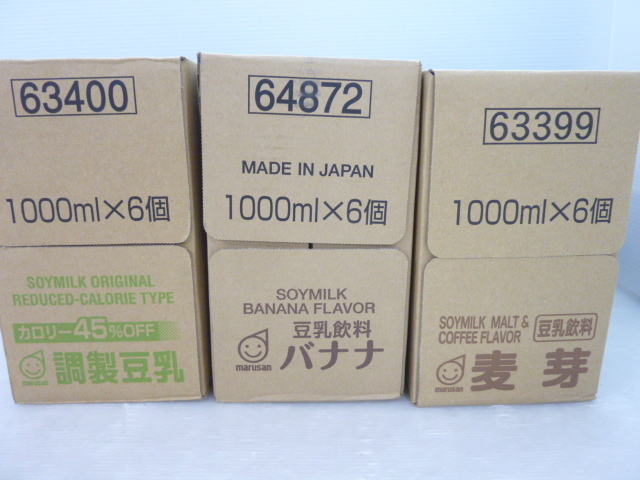 63400
1000ml×6個
SOYMILK ORIGINAL
REDUCED-CALORIE TYPE
カロリー45%OFF
marusan
調製豆乳
64872
MADE IN JAPAN
1000ml×6個
SOYMILK
BANANA FLAVOR
豆乳飲料
marusan
バナナ
63399
1000ml×6個
SOYMILK MALT &
COFFEE FLAVOR
豆乳飲料
marusan
麦芽